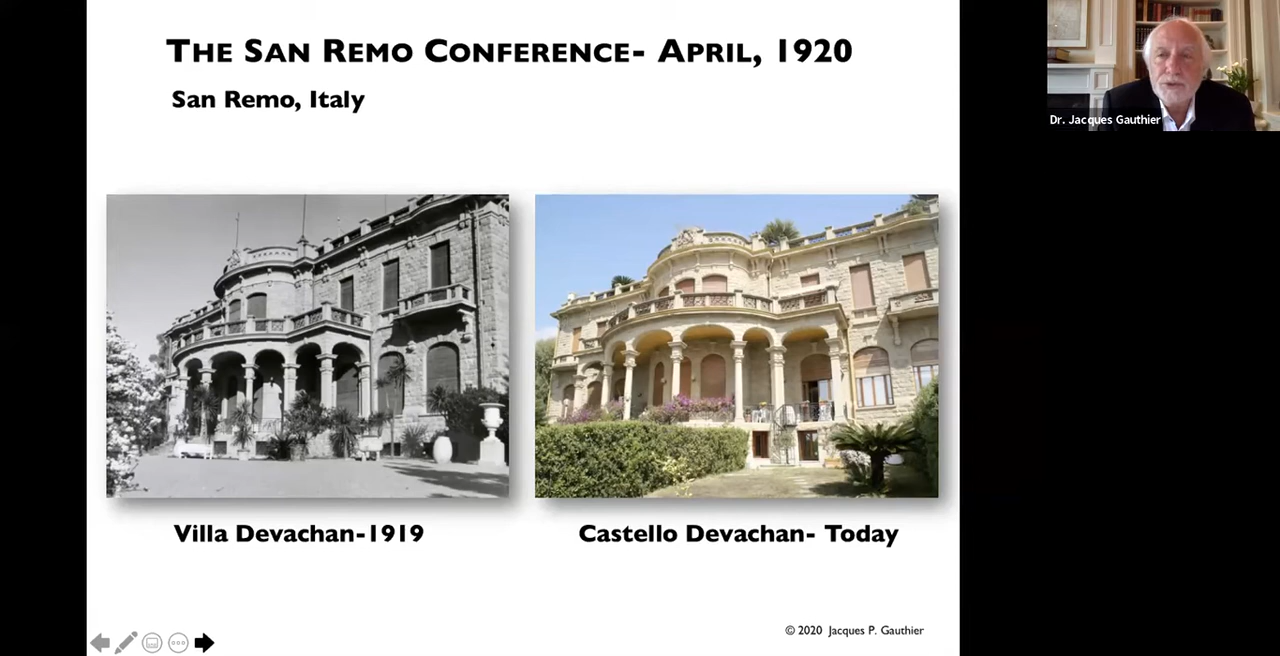 THE SAN REMO CONFERENCE- APRIL, 1920
San Remo, Italy
Dr. Jacques Gauthier
Villa Devachan-1919
Castello Devachan- Today
© 2020 Jacques P. Gauthier